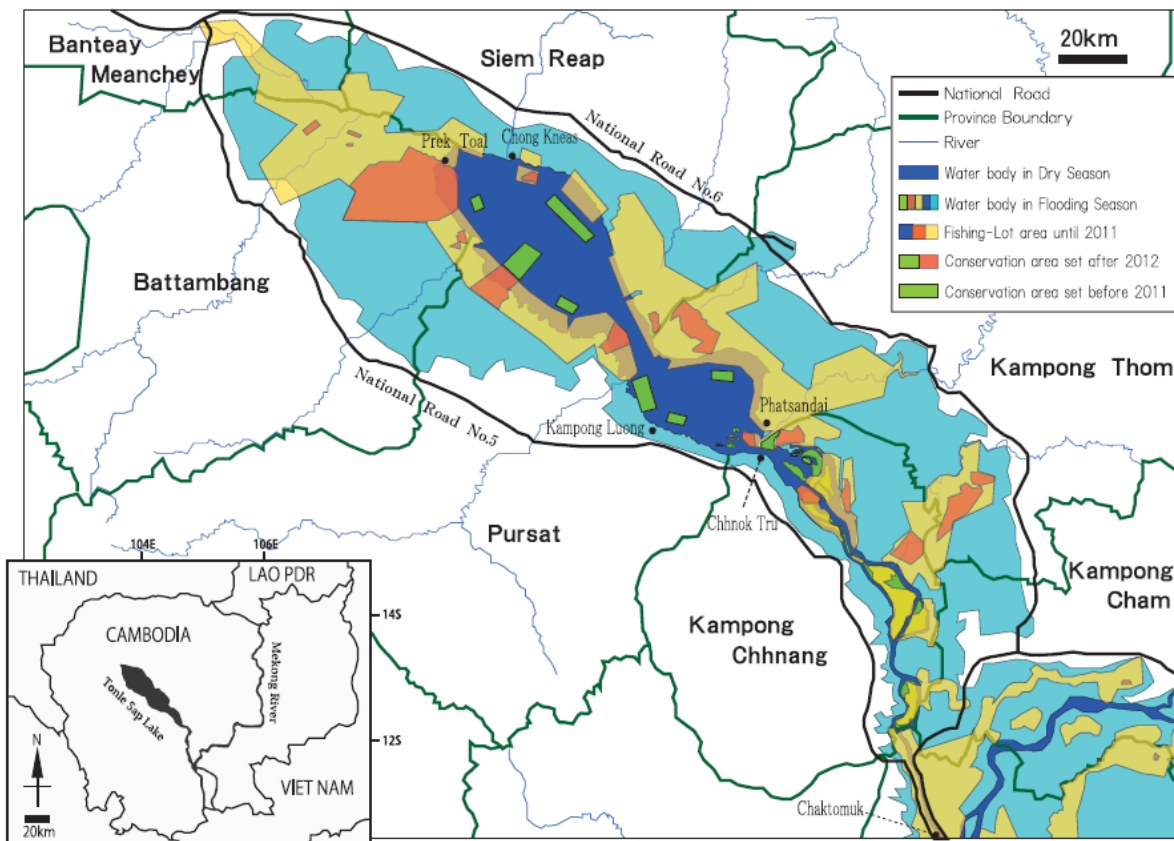 Banteay
Meanchey
Siem Reap
20km
National Road
Province Boundary
River
Water body in Dry Season
Water body in Flooding Season
Fishing-Lot area until 2011
Conservation area set after 2012
Conservation area set before 2011
National Road No.6
Prek Toal
Chong Kneas
Battambang
National Road No.5
Kampong Thom
Phatsandai
Kampong Luong
Chhnok Tru
Pursat
Kampong
Cham
Kampong
Chhnang
Chaktomuk
104E
106E
THAILAND
LAO PDR
14S
CAMBODIA
Mekong River
Tonle Sap Lake
N
12S
VIET NAM
20km